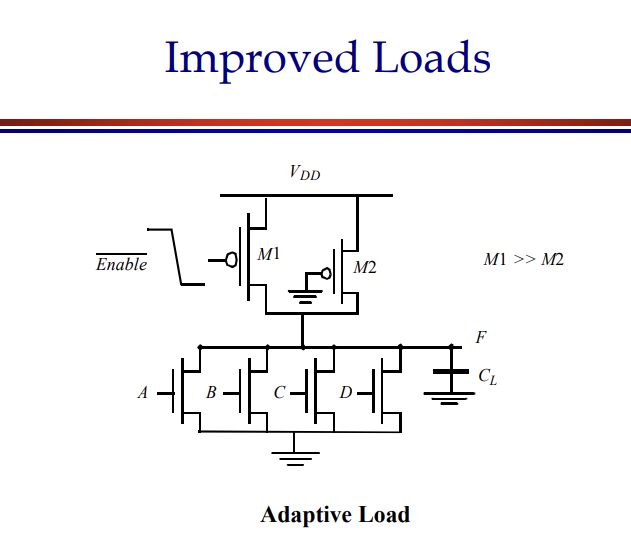 Improved Loads
VDD
Enable
M1
M2
M1 >> M2
F
A
B
C
D
CL
Adaptive Load